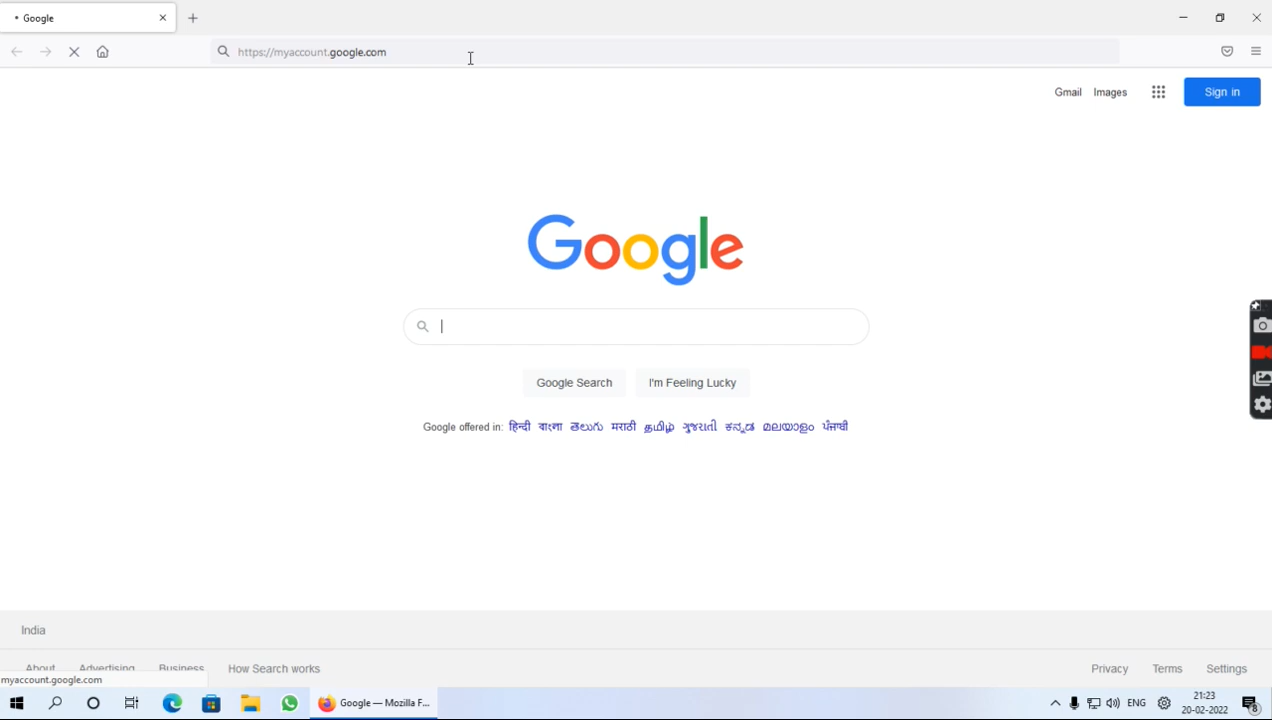 Google
https://myaccount.google.com
Gmail Images Sign in
Google
Google Search I'm Feeling Lucky
Google offered in: हिन्दी বাংলা తెలుగు मराठी தமிழ் ગુજરાતી ಕನ್ನಡ മലയാളം ਪੰਜਾਬੀ
India
About Advertising Business How Search works Privacy Terms Settings
myaccount.google.com
Google — Mozilla F... ENG 21:23
20-02-2022 8